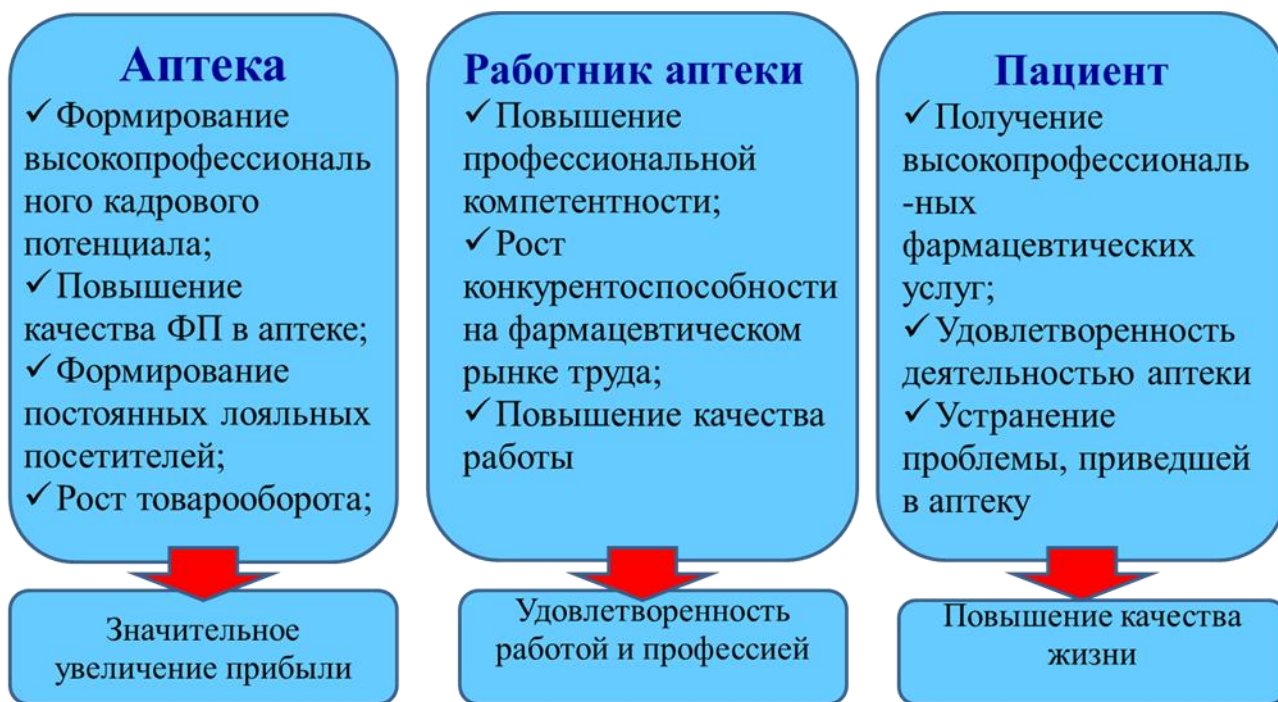 Аптека
✓Формирование
высокопрофессиональ
ного кадрового
потенциала;
✓Повышение
качества ФП в аптеке;
✓Формирование
постоянных лояльных
посетителей;
✓Рост товарооборота;
Значительное
увеличение прибыли
Работник аптеки
✓Повышение
профессиональной
компетентности;
✓Рост
конкурентоспособности
на фармацевтическом
рынке труда;
✓Повышение качества
работы
Удовлетворенность
работой и профессией
Пациент
✓Получение
высокопрофессиональ
-ных
фармацевтических
услуг;
✓Удовлетворенность
деятельностью аптеки
✓Устранение
проблемы, приведшей
в аптеку
Повышение качества
жизни